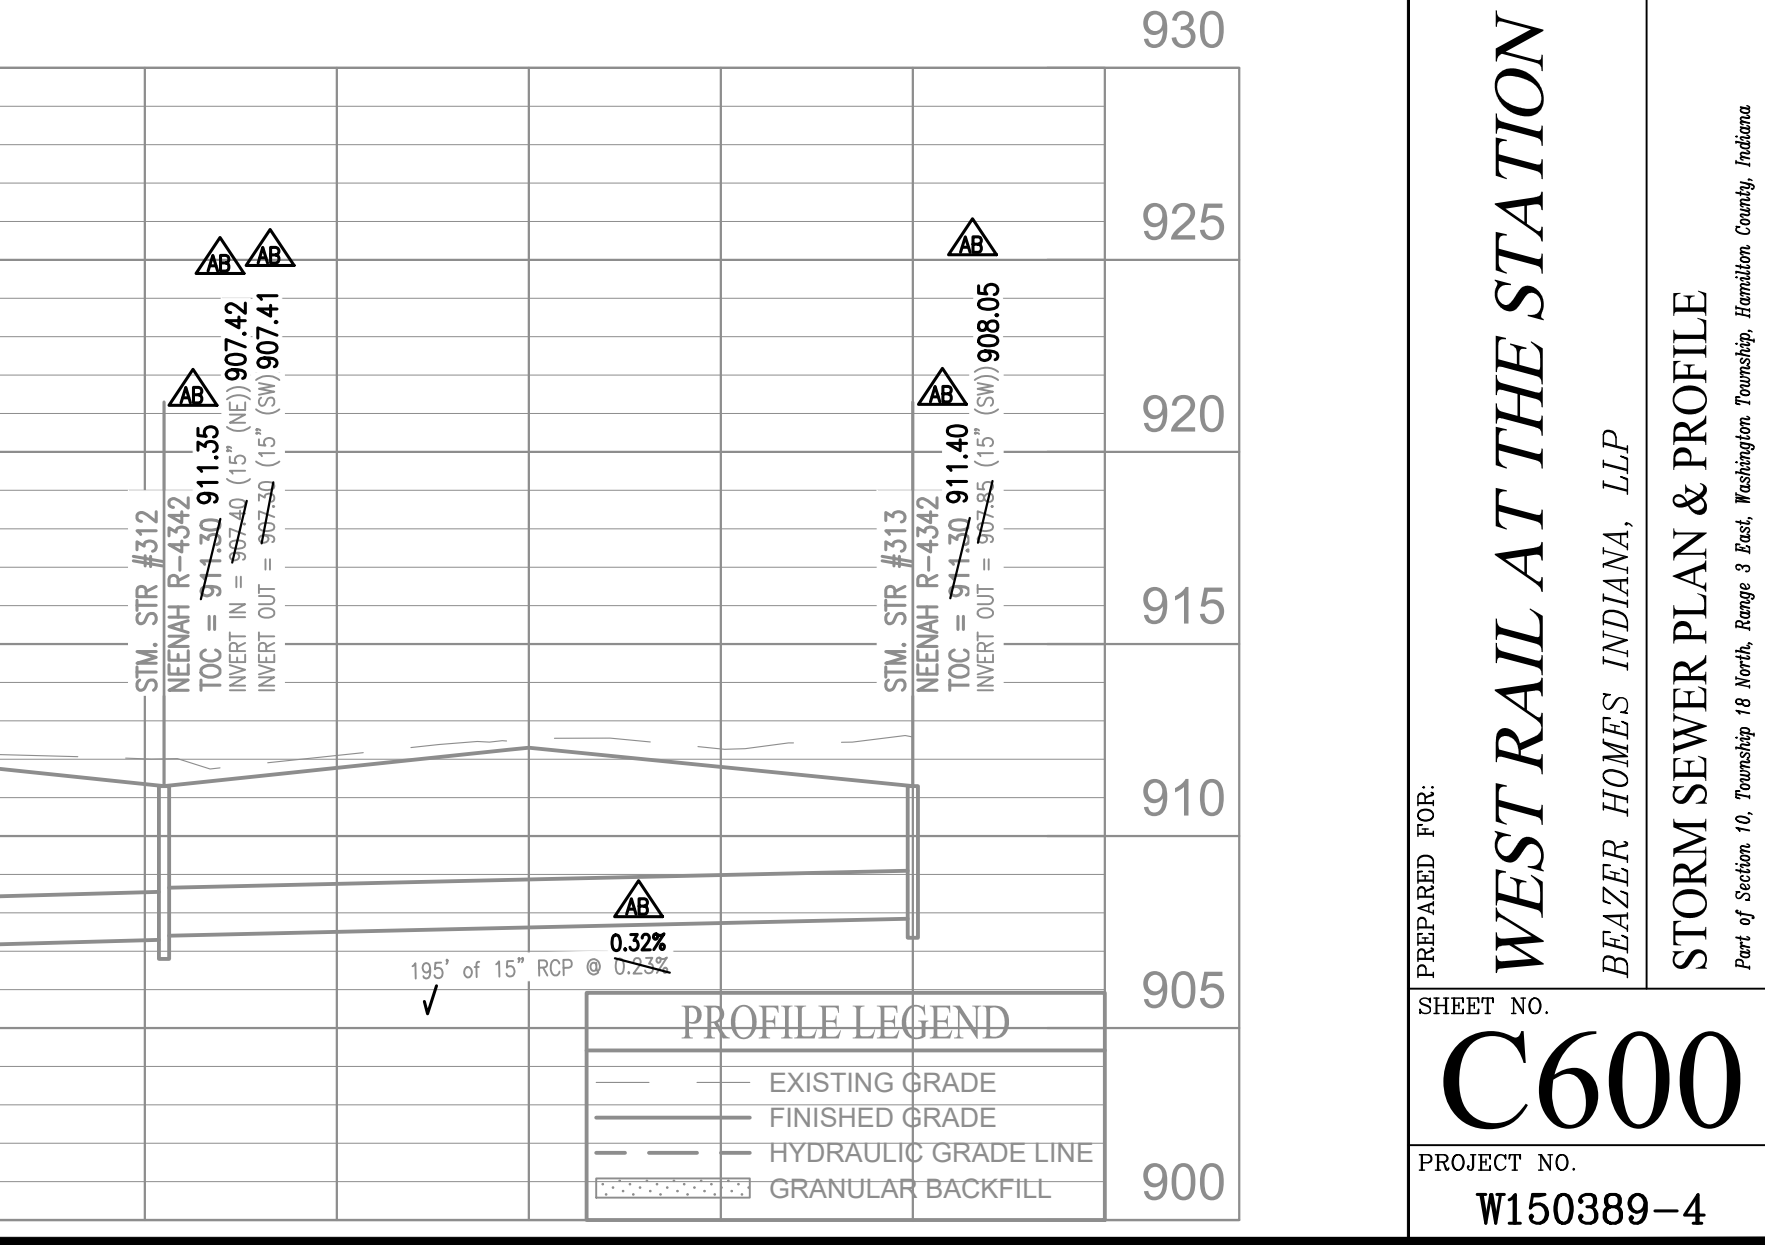 930
925
920
915
910
905
900
AB
AB
AB
STM. STR #312
NEENAH R-4342
TOC = 911.30 911.35
INVERT IN = 907.40 (15" (NE)) 907.42
INVERT OUT = 907.30 (15" (SW) 907.41
AB
AB
STM. STR #313
NEENAH R-4342
TOC = 911.30 911.40
INVERT OUT = 907.85 (15" (SW)) 908.05
AB
0.32%
195' of 15" RCP @ 0.23%
PROFILE LEGEND
EXISTING GRADE
FINISHED GRADE
HYDRAULIC GRADE LINE
GRANULAR BACKFILL
PREPARED FOR:
WEST RAIL AT THE STATION
BEAZER HOMES INDIANA, LLP
STORM SEWER PLAN & PROFILE
Part of Section 10, Township 18 North, Range 3 East, Washington Township, Hamilton County, Indiana
SHEET NO.
C600
PROJECT NO.
W150389-4